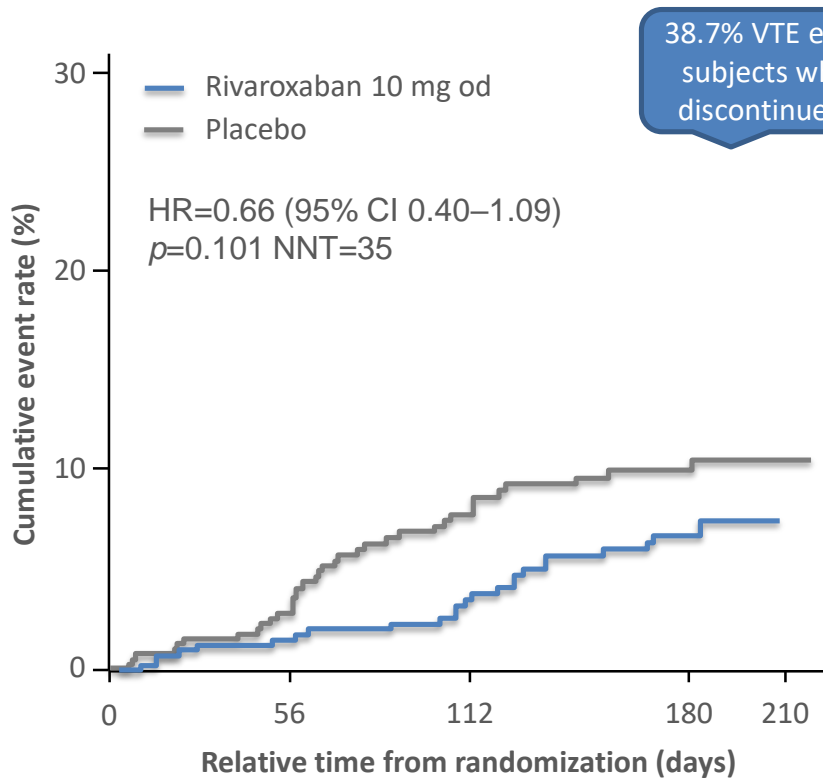 38.7% VTE e
subjects wh
discontinue
30
Rivaroxaban 10 mg od
Placebo
HR=0.66 (95% CI 0.40–1.09)
p=0.101 NNT=35
20
10
0
Cumulative event rate (%)
0 56 112 180 210
Relative time from randomization (days)